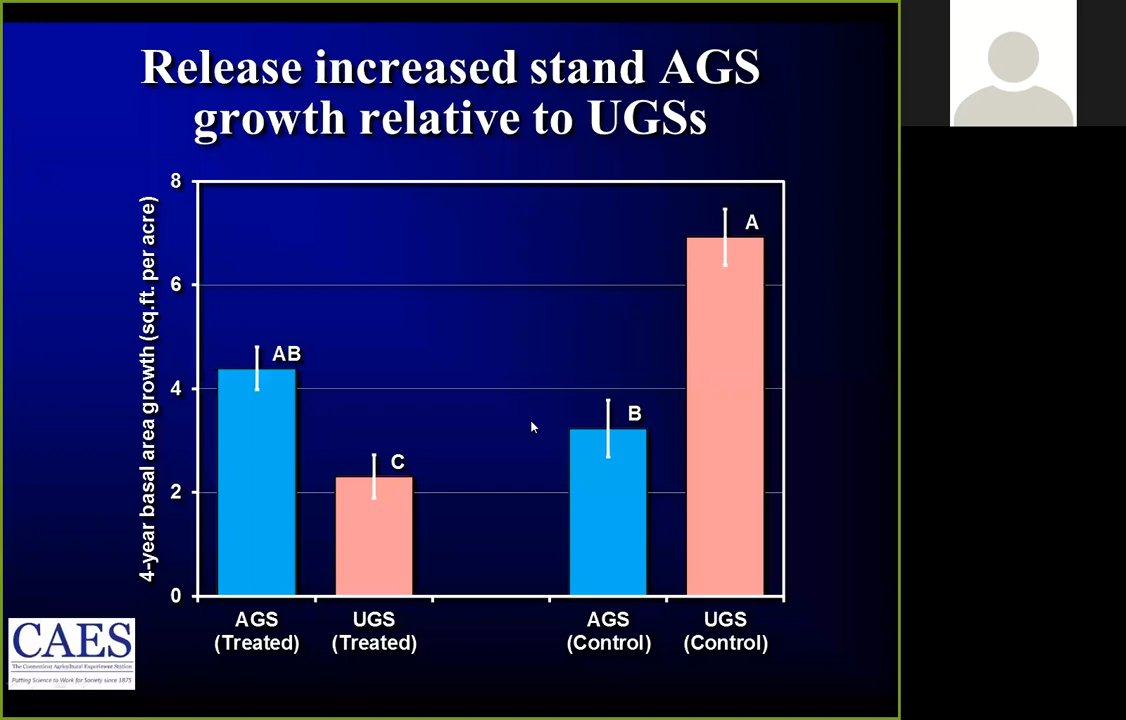 Release increased stand AGS
growth relative to UGSs
4-year basal area growth (sq.ft. per acre)
8
6
4
2
0
AB
C
B
A
AGS
(Treated)
UGS
(Treated)
AGS
(Control)
UGS
(Control)
CAES
The Connecticut Agricultural Experiment Station
Putting Science to Work for Society since 1875